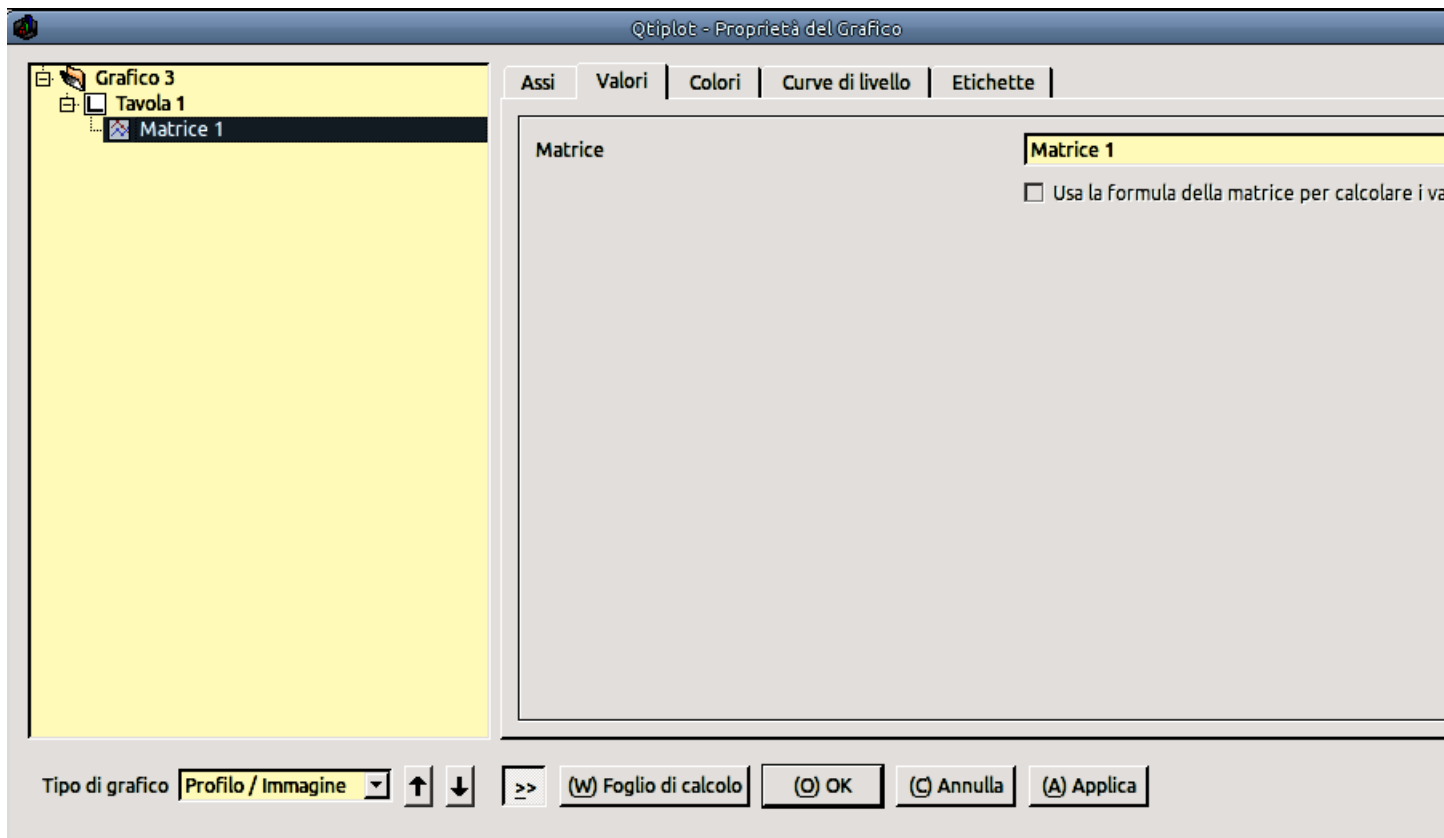 Qtiplot - Proprietà del Grafico
Grafico 3
Tavola 1
Matrice 1
Assi Valori Colori Curve di livello Etichette
Matrice Matrice 1
Usa la formula della matrice per calcolare i va
Tipo di grafico Profilo / Immagine >> (W) Foglio di calcolo (O) OK (C) Annulla (A) Applica